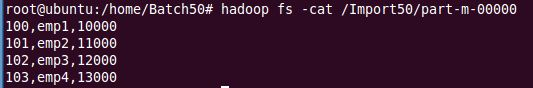 root@ubuntu:/home/Batch50# hadoop fs -cat /Import50/part-m-00000
100,emp1,10000
101,emp2,11000
102,emp3,12000
103,emp4,13000